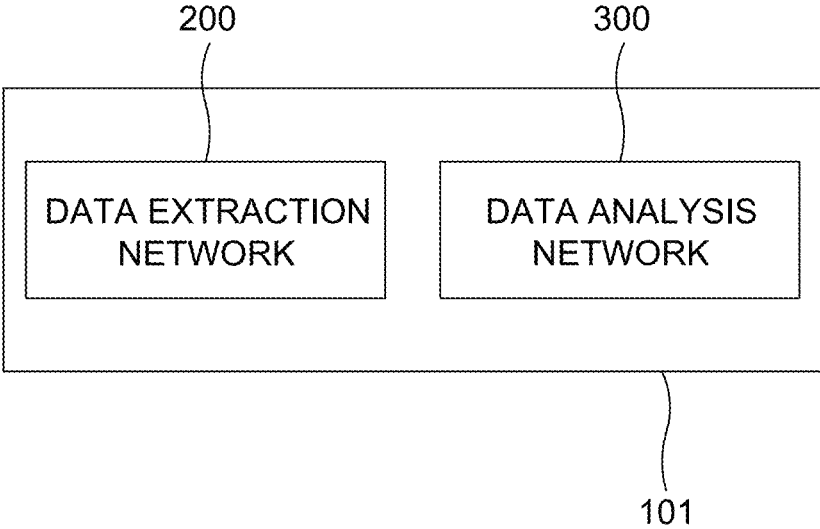 200
300
DATA EXTRACTION
NETWORK
DATA ANALYSIS
NETWORK
101